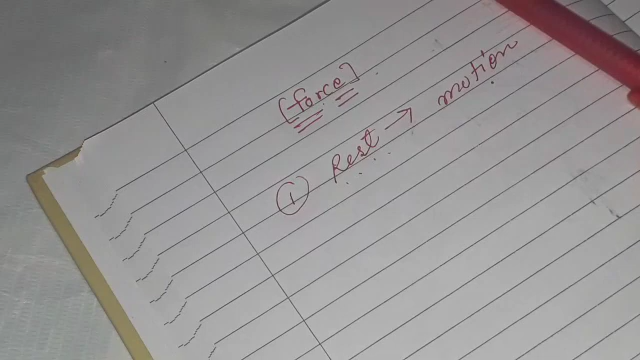 [force]
① Rest → motion